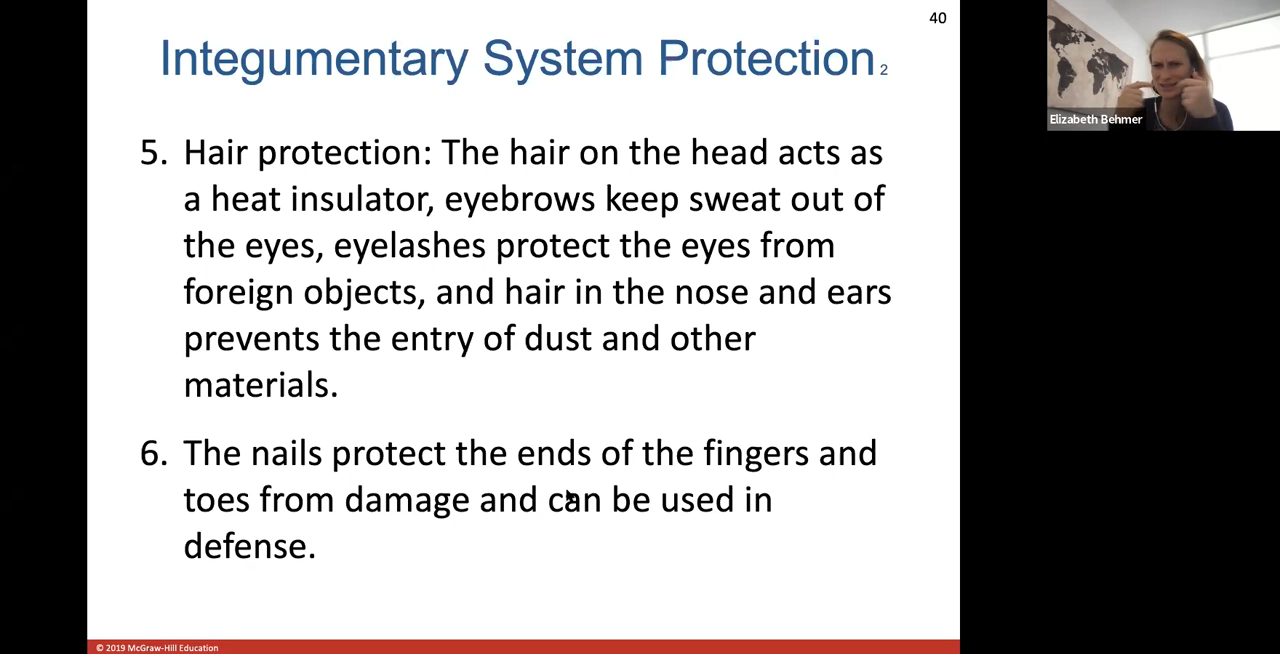 40
Integumentary System Protection 2
Elizabeth Behmer
5. Hair protection: The hair on the head acts as
a heat insulator, eyebrows keep sweat out of
the eyes, eyelashes protect the eyes from
foreign objects, and hair in the nose and ears
prevents the entry of dust and other
materials.
6. The nails protect the ends of the fingers and
toes from damage and can be used in
defense.
© 2019 McGraw-Hill Education